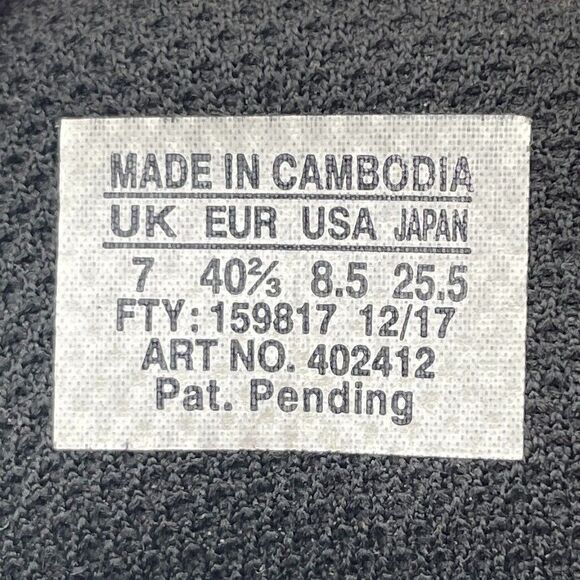 MADE IN CAMBODIA
UK EUR USA JAPAN
7 40⅔ 8.5 25.5
FTY: 159817 12/17
ART NO. 402412
Pat. Pending